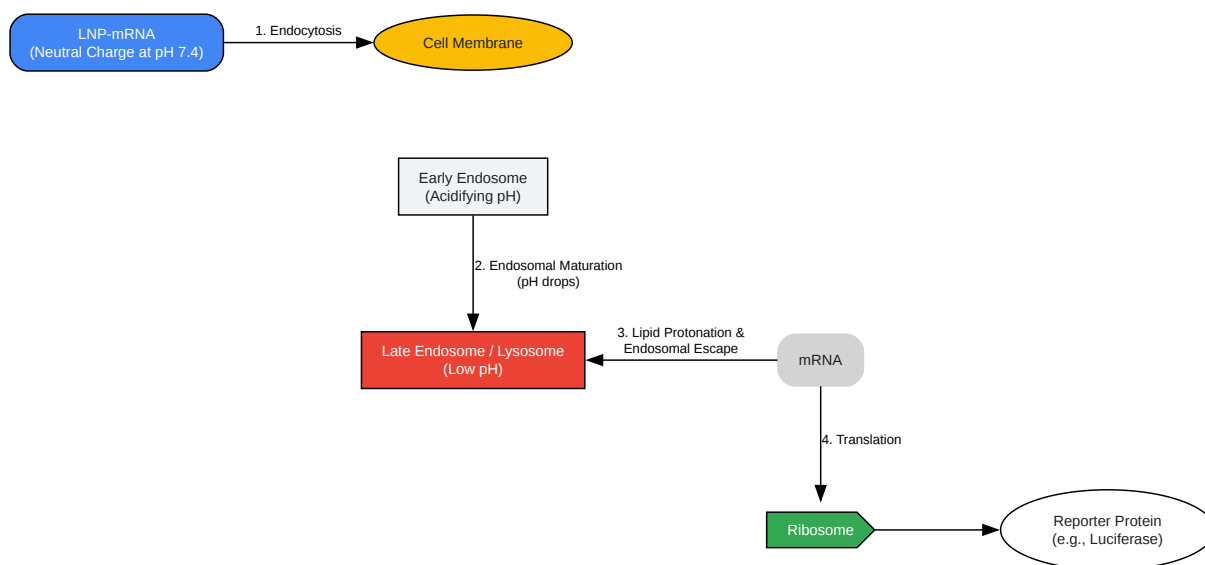 LNP-mRNA
(Neutral Charge at pH 7.4)
1. Endocytosis
Cell Membrane
Early Endosome
(Acidifying pH)
2. Endosomal Maturation
(pH drops)
Late Endosome / Lysosome
(Low pH)
3. Lipid Protonation &
Endosomal Escape
mRNA
4. Translation
Ribosome
Reporter Protein
(e.g., Luciferase)